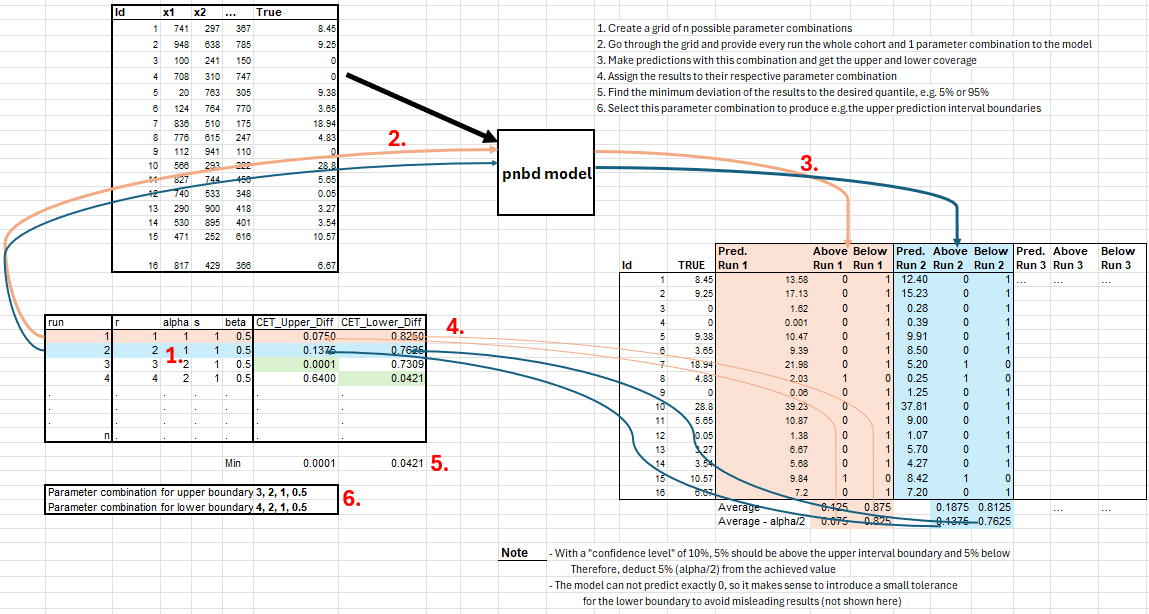 Id x1 x2 ... True
1 741 297 367 8.45
2 948 638 785 9.25
3 100 241 150 0
4 708 310 747 0
5 20 763 305 9.38
6 124 764 770 3.65
7 836 510 175 18.94
8 776 615 247 4.83
9 112 941 110 0
10 566 293 222 28.8
11 827 744 450 5.65
12 740 533 348 0.05
13 290 900 418 3.27
14 530 895 401 3.54
15 471 252 616 10.57
16 817 429 366 6.67
1. Create a grid of n possible parameter combinations
2. Go through the grid and provide every run the whole cohort and 1 parameter combination to the model
3. Make predictions with this combination and get the upper and lower coverage
4. Assign the results to their respective parameter combination
5. Find the minimum deviation of the results to the desired quantile, e.g. 5% or 95%
6. Select this parameter combination to produce e.g.the upper prediction interval boundaries
2.
pnbd model
3.
run r alpha s beta CET_Upper_Diff CET_Lower_Diff
1 1 1 1 0.5 0.0750 0.8250
2 2 1 1 0.5 0.1375 0.7625
3 3 2 1 0.5 0.0001 0.7309
4 4 2 1 0.5 0.6400 0.0421
. . . . . . .
. . . . . . .
. . . . . . .
n . . . . . .
1.
4.
Min 0.0001 0.0421
5.
Parameter combination for upper boundary 3, 2, 1, 0.5
Parameter combination for lower boundary 4, 2, 1, 0.5
6.
Pred. Above Below Pred. Above Below Pred. Above Below
Id TRUE Run 1 Run 1 Run 1 Run 2 Run 2 Run 2 Run 3 Run 3 Run 3
1 8.45 13.58 0 1 12.40 0 1 ... ... ...
2 9.25 17.13 0 1 15.23 0 1
3 0 1.62 0 1 0.28 0 1
4 0 0.001 0 1 0.39 0 1
5 9.38 10.47 0 1 9.91 0 1
6 3.65 9.39 0 1 8.50 0 1
7 18.94 21.98 0 1 5.20 1 0
8 4.83 2.03 1 0 0.25 1 0
9 0 0.06 0 1 1.25 0 1
10 28.8 39.23 0 1 37.81 0 1
11 5.65 10.87 0 1 9.00 0 1
12 0.05 1.38 0 1 1.07 0 1
13 3.27 6.67 0 1 5.70 0 1
14 3.54 5.68 0 1 4.27 0 1
15 10.57 9.84 1 0 8.42 1 0
16 6.67 7.2 0 1 7.20 0 1
Average 0.125 0.875 0.1875 0.8125 ... ...
Average - alpha/2 0.075 0.825 0.1375 0.7625
Note - With a "confidence level" of 10%, 5% should be above the upper interval boundary and 5% below
Therefore, deduct 5% (alpha/2) from the achieved value
- The model can not predict exactly 0, so it makes sense to introduce a small tolerance
for the lower boundary to avoid misleading results (not shown here)